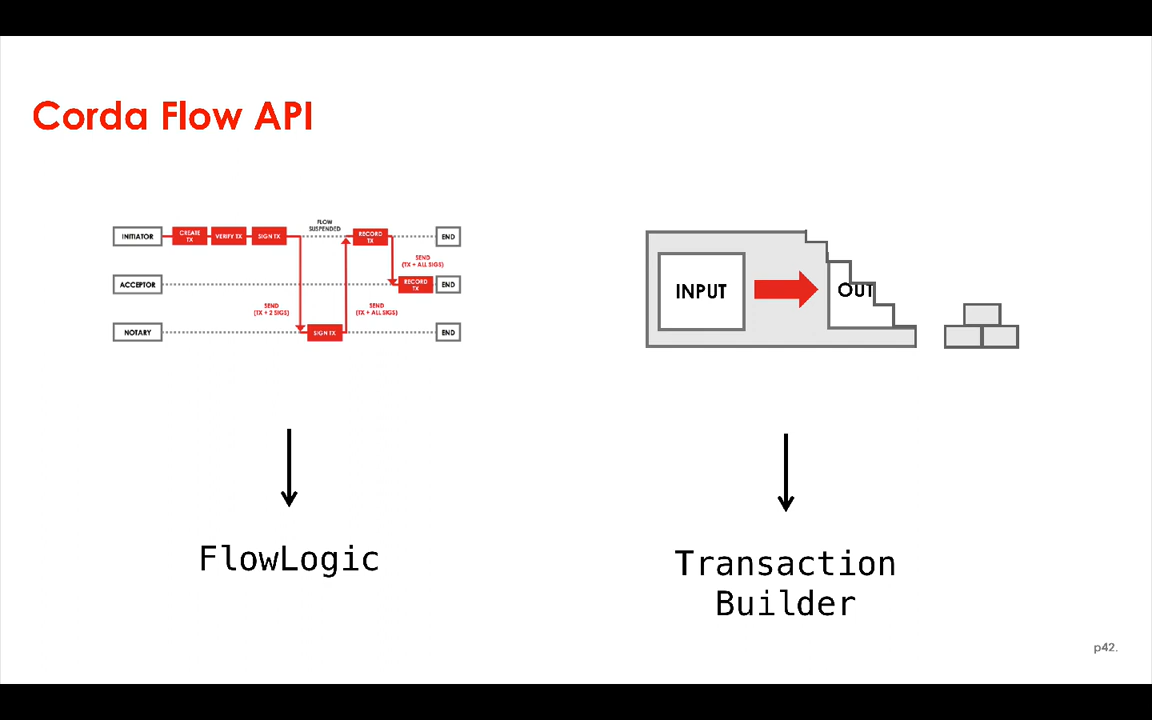 Corda Flow API
FLOW
SUSPENDED
INITIATOR
CREATE
TX
VERIFY TX
SIGN TX
RECORD
TX
END
SEND
(TX + ALL SIGS)
ACCEPTOR
RECORD
TX
END
SEND
(TX + 2 SIGS)
SEND
(TX + ALL SIGS)
NOTARY
SIGN TX
END
INPUT
OUT
FlowLogic
Transaction
Builder
p42.